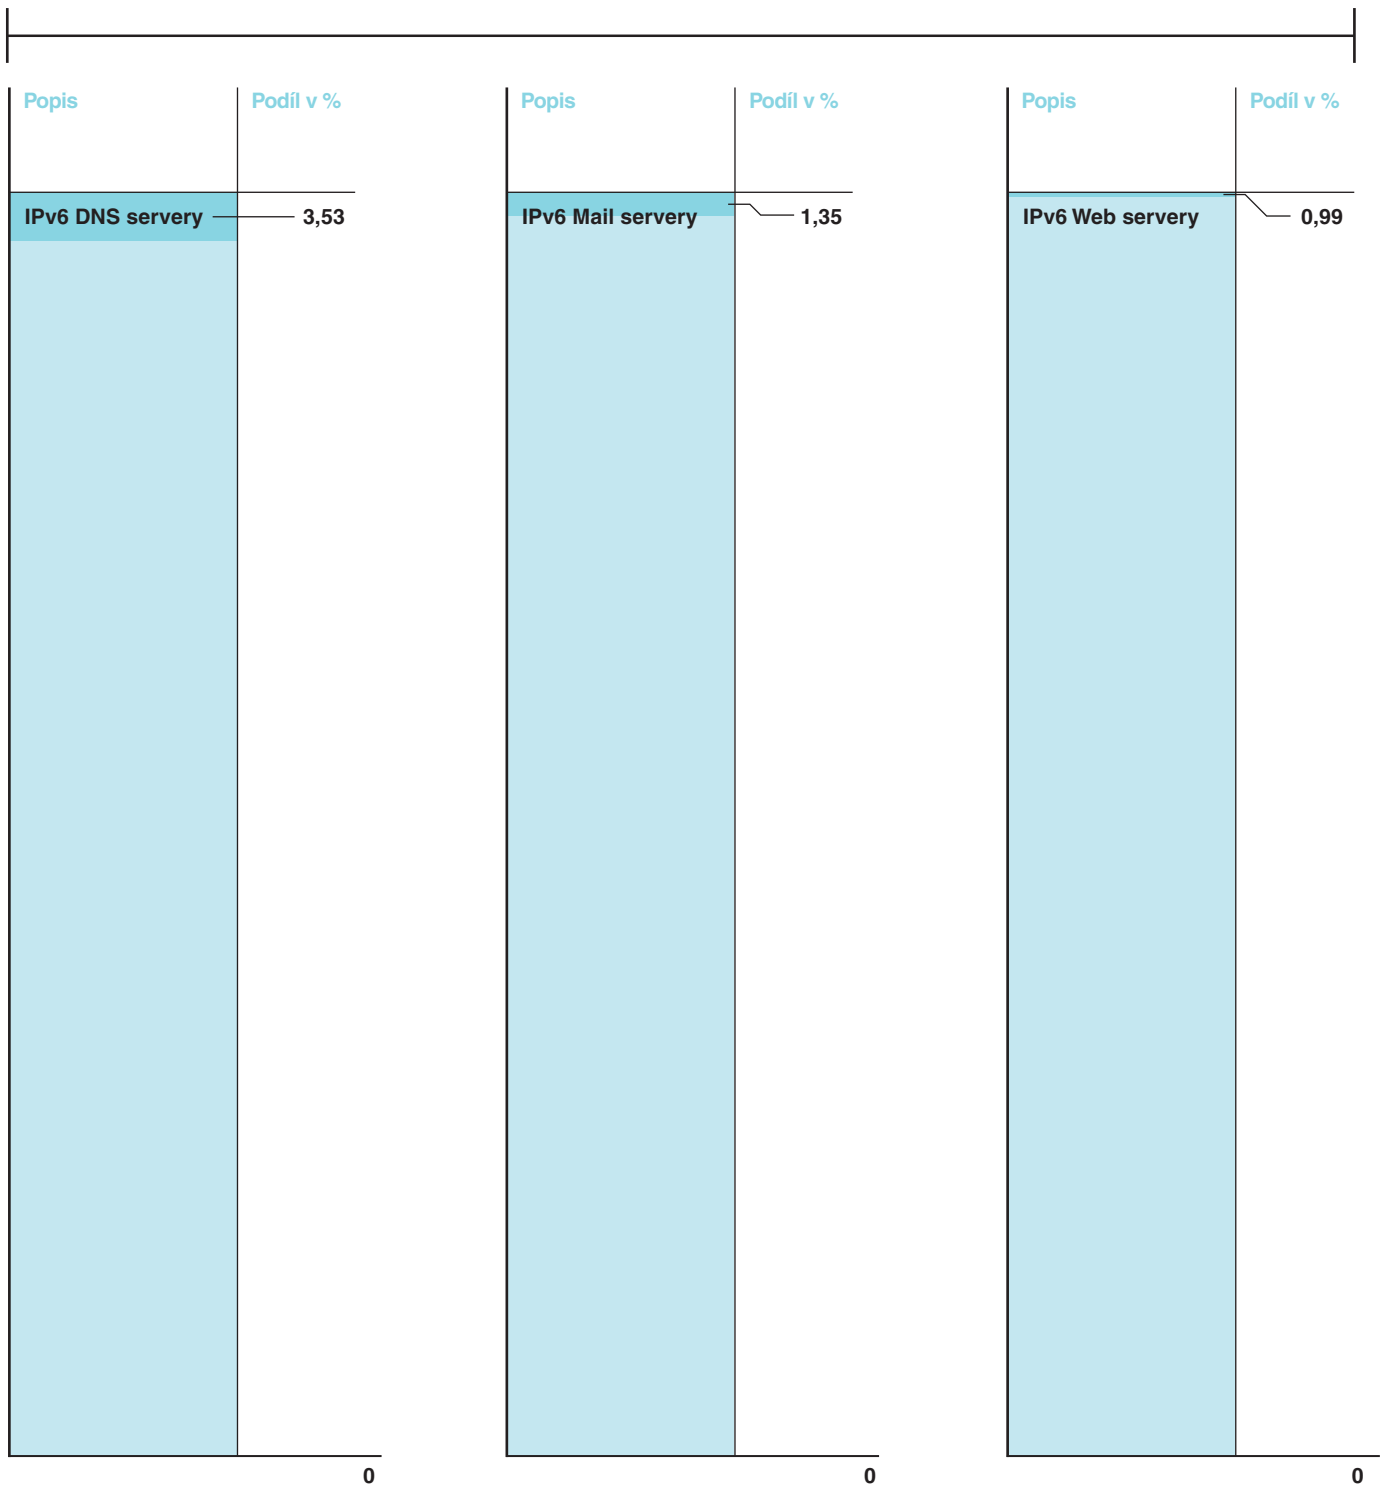 Popis Podíl v %
IPv6 DNS servery 3,53
0
Popis Podíl v %
IPv6 Mail servery 1,35
0
Popis Podíl v %
IPv6 Web servery 0,99
0